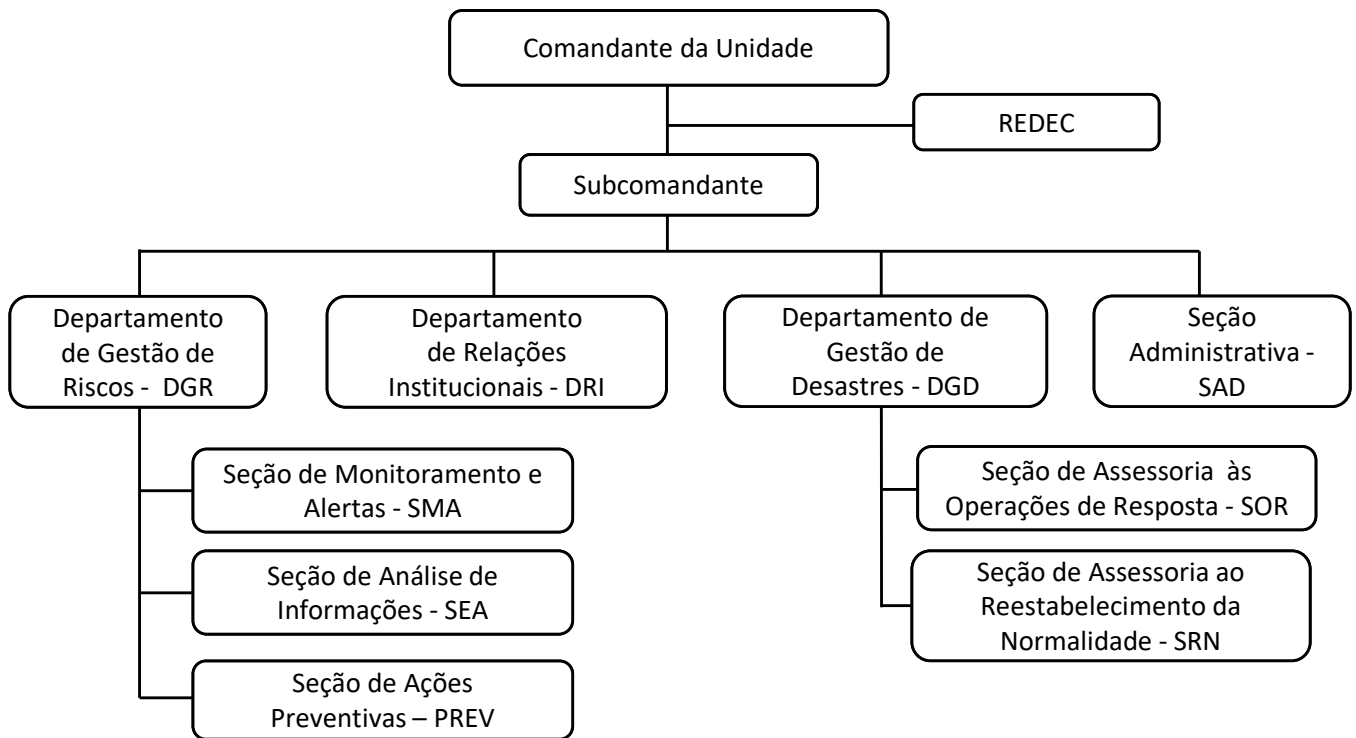 Comandante da Unidade
REDEC
Subcomandante
Departamento
de Gestão de
Riscos - DGR
Departamento
de Relações
Institucionais - DRI
Departamento de
Gestão de
Desastres - DGD
Seção
Administrativa -
SAD
Seção de Monitoramento e
Alertas - SMA
Seção de Análise de
Informações - SEA
Seção de Ações
Preventivas – PREV
Seção de Assessoria às
Operações de Resposta - SOR
Seção de Assessoria ao
Reestabelecimento da
Normalidade - SRN